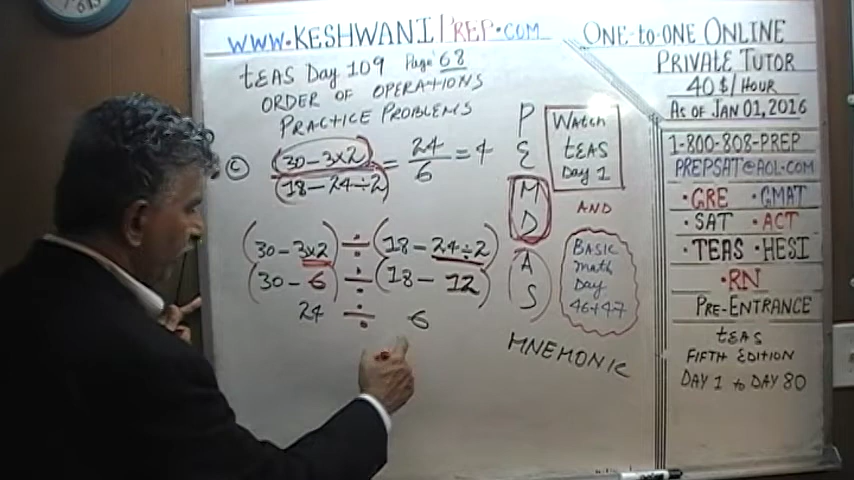 WWW.KESHWANIPREP.COM
TEAS Day 109 Page 68
ORDER OF OPERATIONS
PRACTICE PROBLEMS
C (30-3×2) = 24 = 4
(18-24÷2) 6
(30-3×2) ÷ (18-24÷2)
(30-6) ÷ (18-12)
24 ÷ 6
P
E
M
D
A
S
MNEMONIC
Watch
TEAS
Day 1
AND
BASIC
math
Day
46+47
ONE-to-ONE ONLINE
PRIVATE TUTOR
40$/HOUR
AS OF JAN 01,2016
1-800-808-PREP
PREPSAT@AOL.COM
•GRE •GMAT
•SAT •ACT
•TEAS •HESI
•RN
PRE-ENTRANCE
TEAS
FIFTH EDITION
DAY 1 to DAY 80